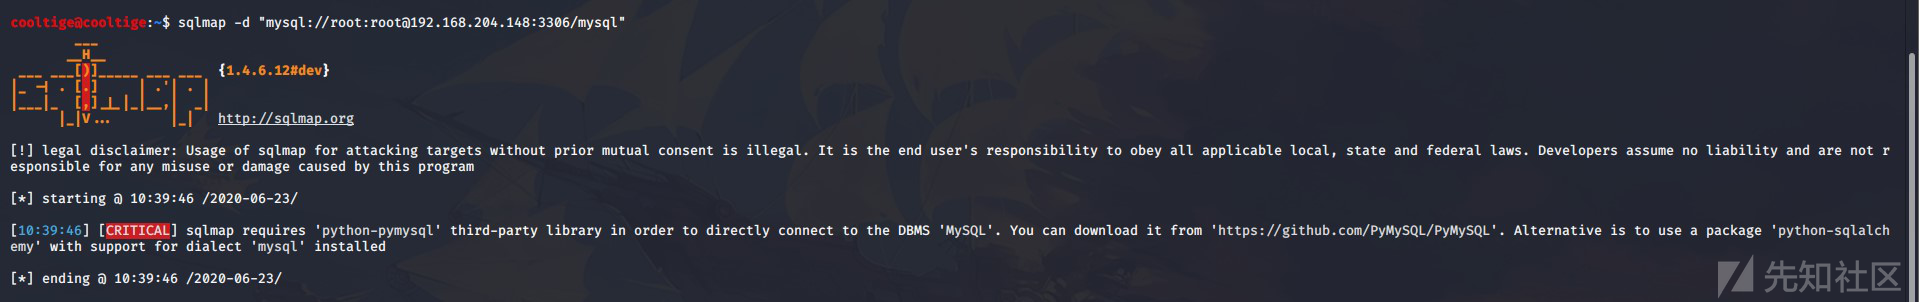 cooltige@cooltige:~$ sqlmap -d "mysql://root:root@192.168.204.148:3306/mysql"
{1.4.6.12#dev}
http://sqlmap.org
[!] legal disclaimer: Usage of sqlmap for attacking targets without prior mutual consent is illegal. It is the end user's responsibility to obey all applicable local, state and federal laws. Developers assume no liability and are not r
esponsible for any misuse or damage caused by this program
[*] starting @ 10:39:46 /2020-06-23/
[10:39:46] [CRITICAL] sqlmap requires 'python-pymysql' third-party library in order to directly connect to the DBMS 'MySQL'. You can download it from 'https://github.com/PyMySQL/PyMySQL'. Alternative is to use a package 'python-sqlalch
emy' with support for dialect 'mysql' installed
[*] ending @ 10:39:46 /2020-06-23/
先知社区